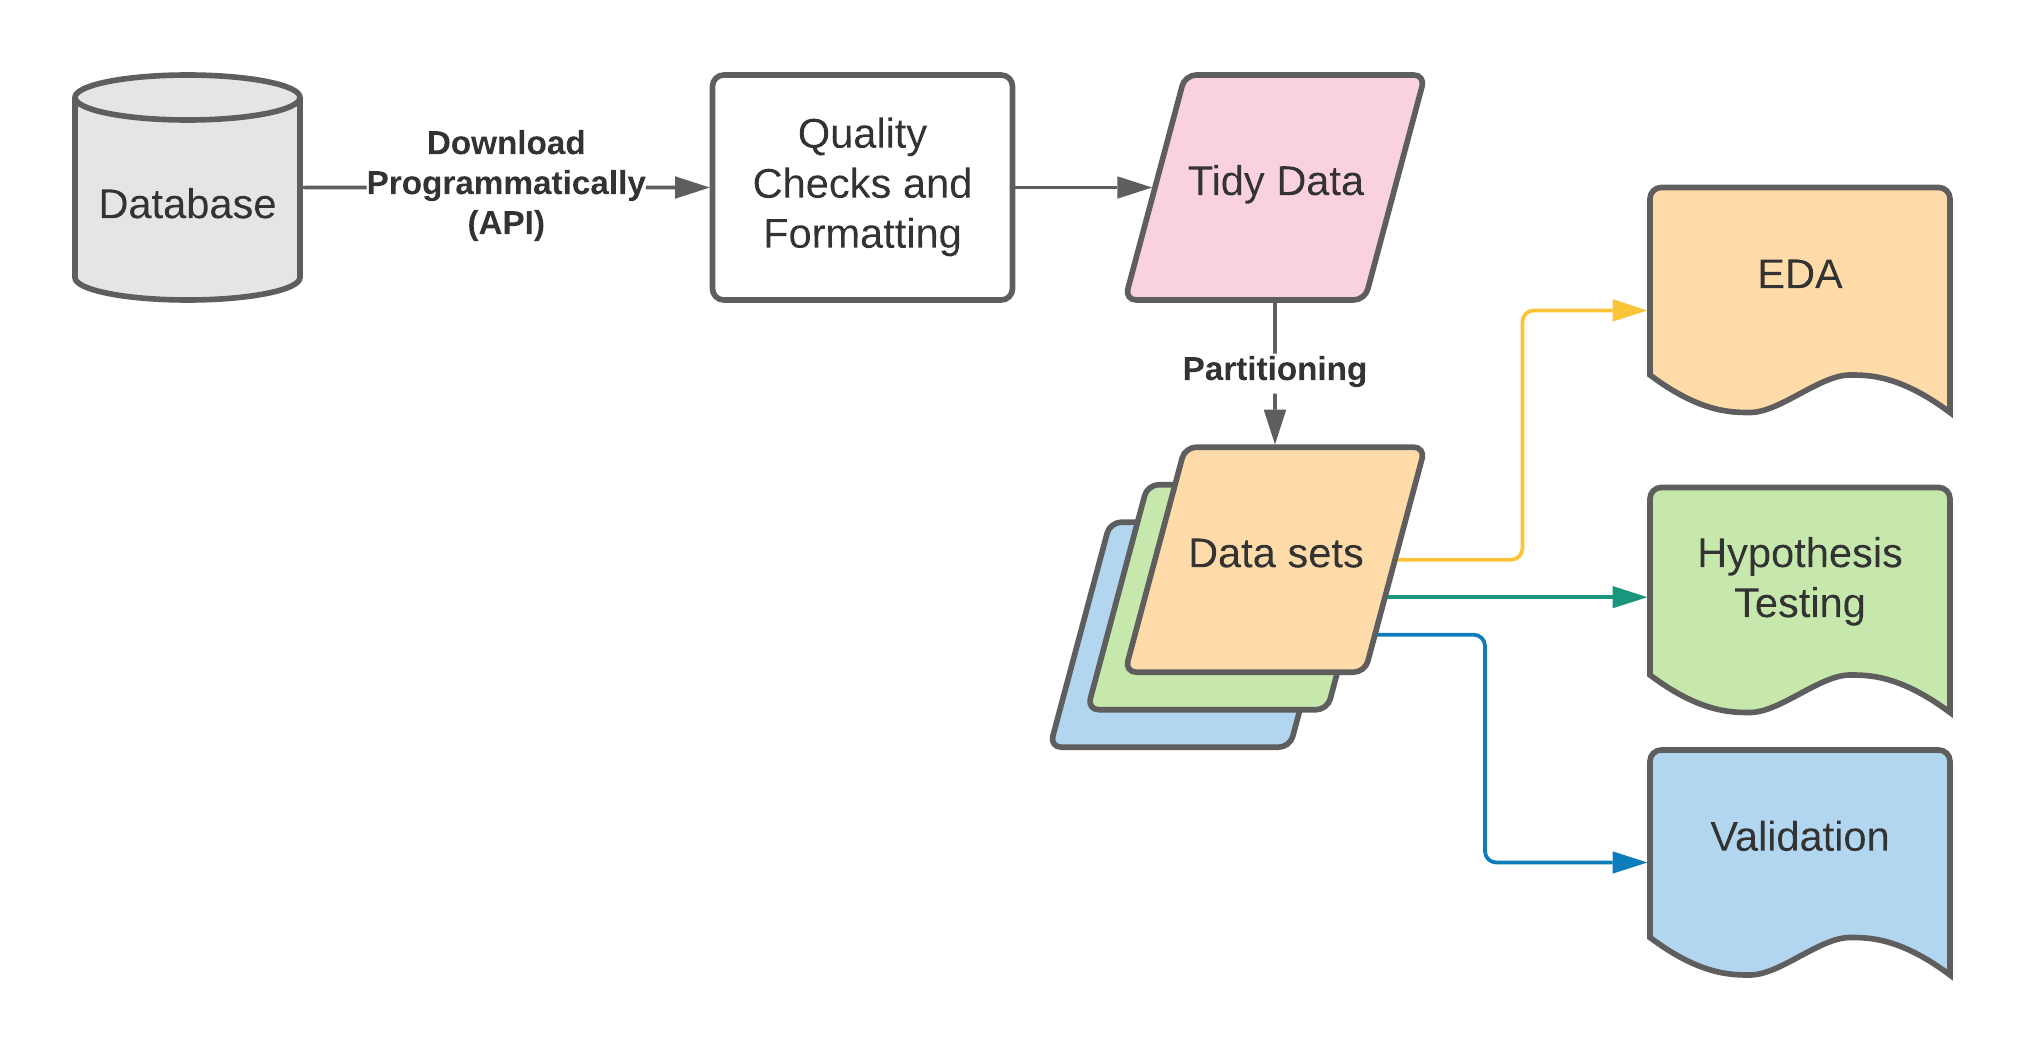 Database
Download
Programmatically
(API)
Quality
Checks and
Formatting
Tidy Data
Partitioning
Data sets
EDA
Hypothesis
Testing
Validation